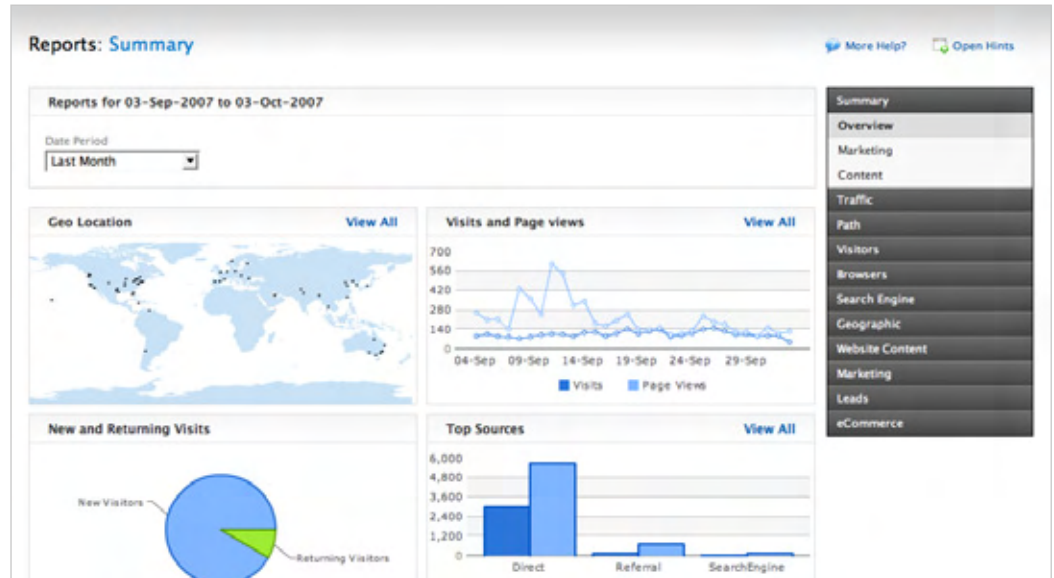 Reports: Summary
More Help?
Open Hints
Reports for 03-Sep-2007 to 03-Oct-2007
Date Period
Last Month
Geo Location
View All
Visits and Page views
View All
700
560
420
280
140
0
04-Sep 09-Sep 14-Sep 19-Sep 24-Sep 29-Sep
Visits Page Views
New and Returning Visits
New Visitors
Returning Visitors
Top Sources
View All
6,000
4,800
3,600
2,400
1,200
0
Direct Referral SearchEngine
Summary
Overview
Marketing
Content
Traffic
Path
Visitors
Browsers
Search Engine
Geographic
Website Content
Marketing
Leads
eCommerce